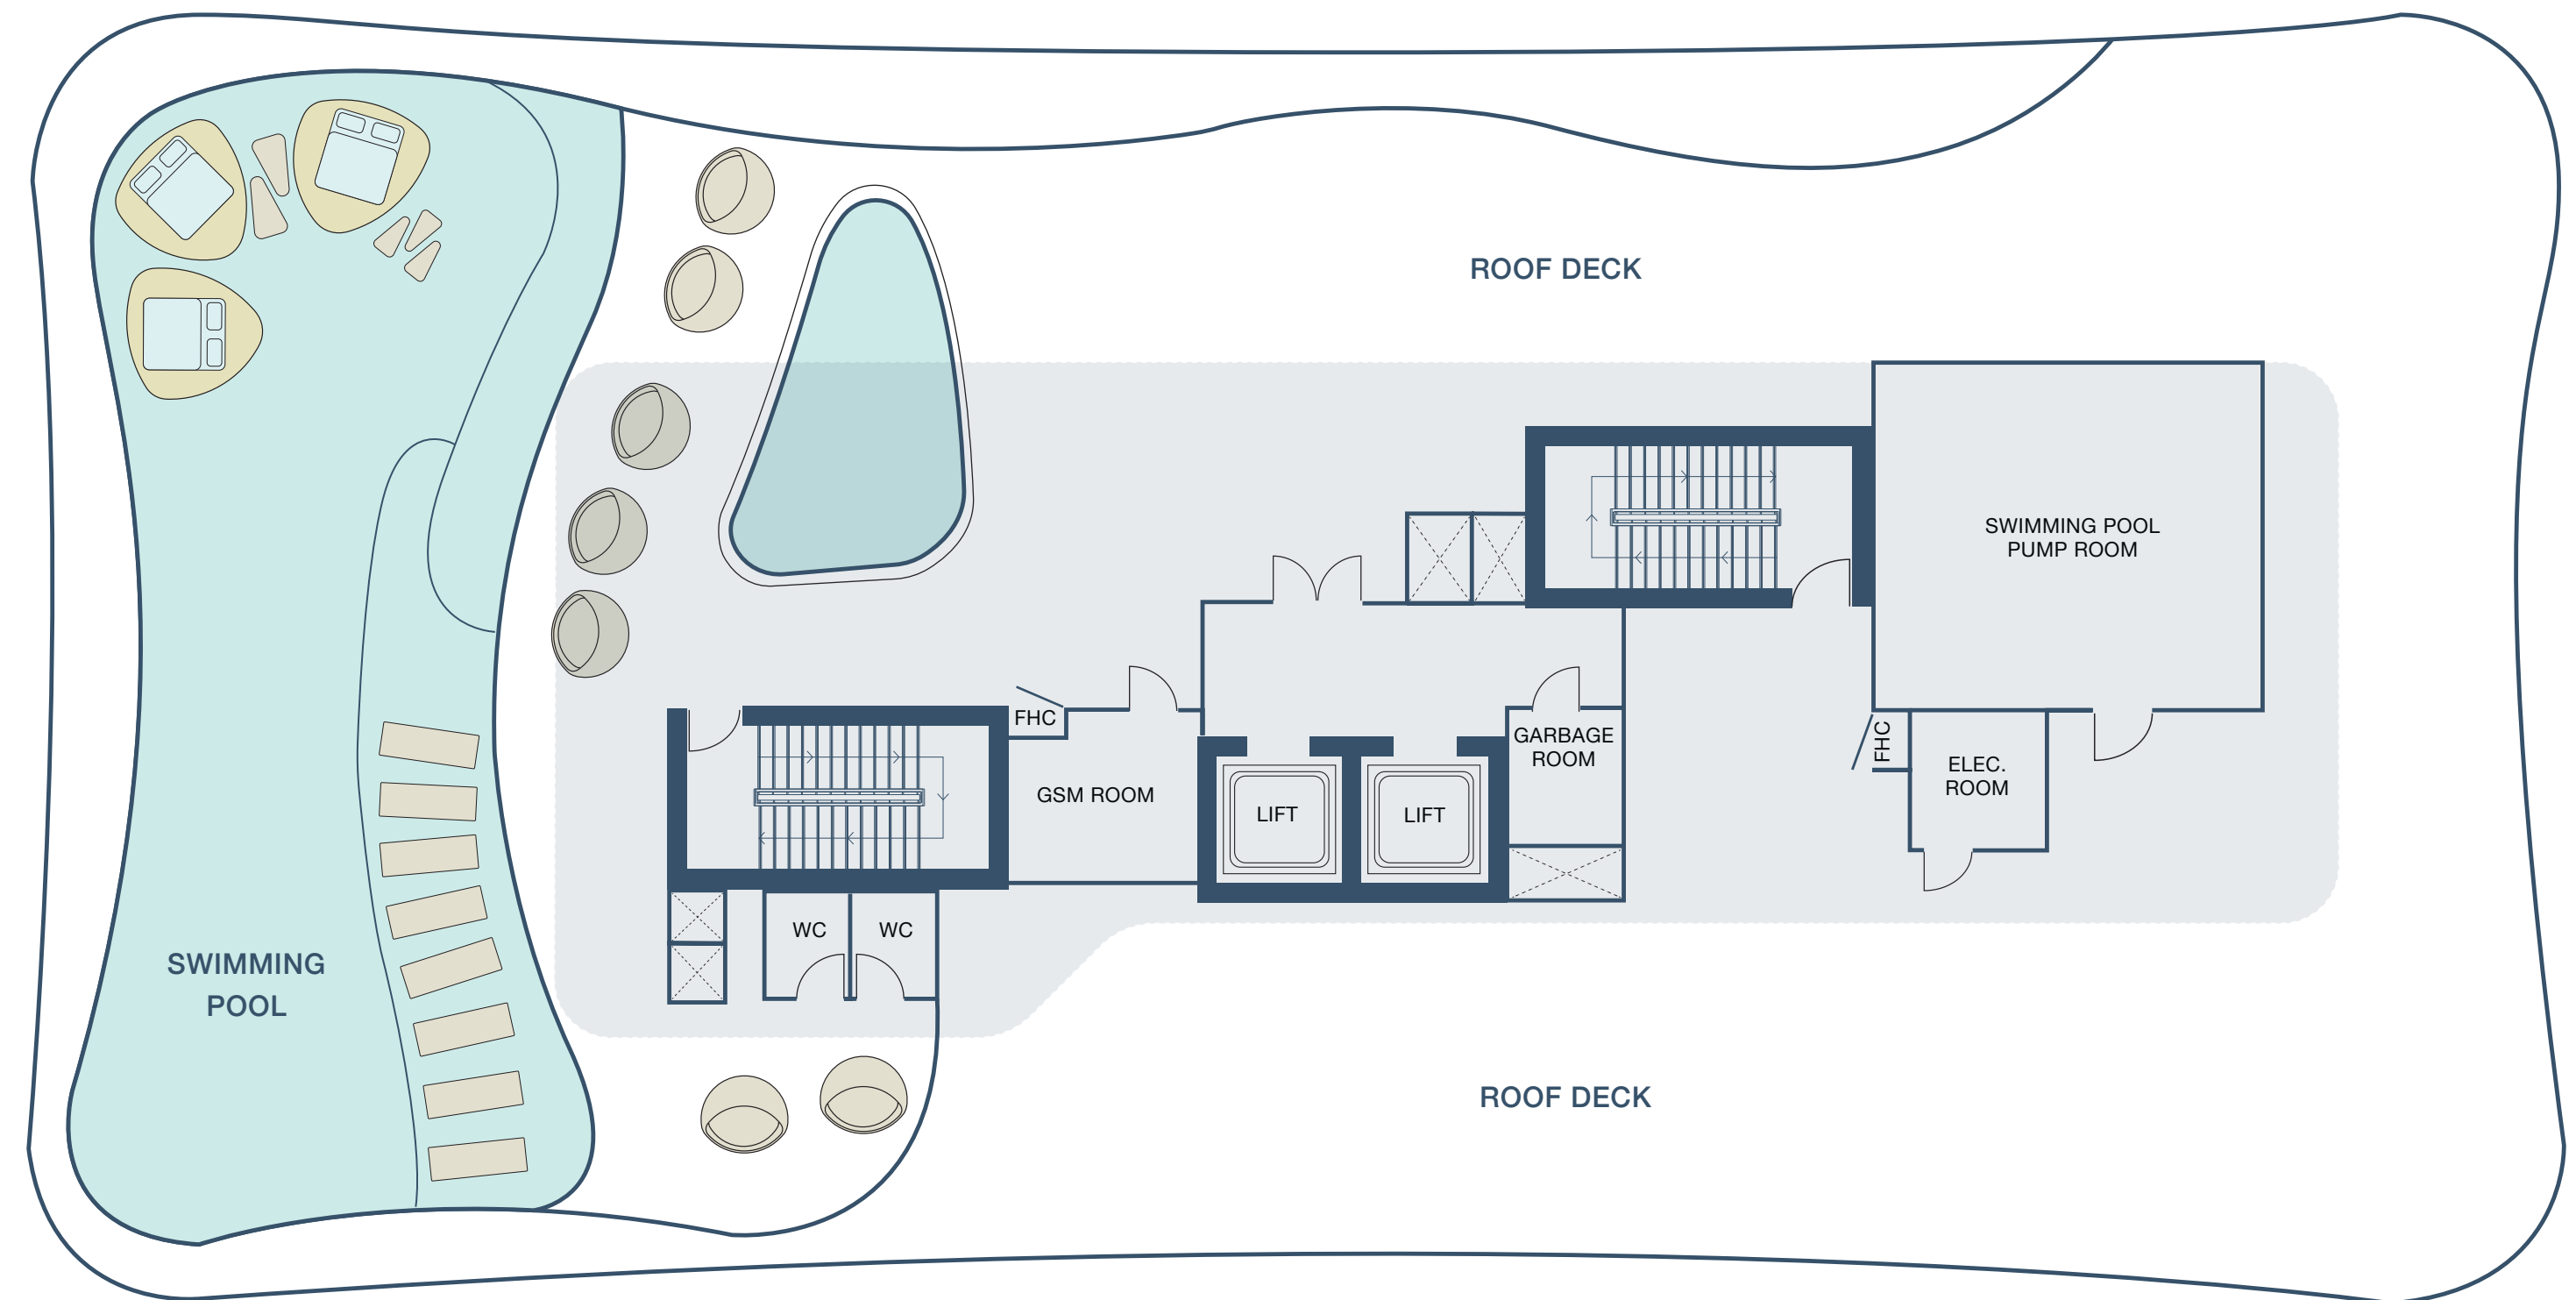 ROOF DECK
SWIMMING POOL
PUMP ROOM
FHC
GARBAGE
ROOM
FHC
ELEC.
ROOM
GSM ROOM
LIFT
LIFT
WC
WC
SWIMMING
POOL
ROOF DECK